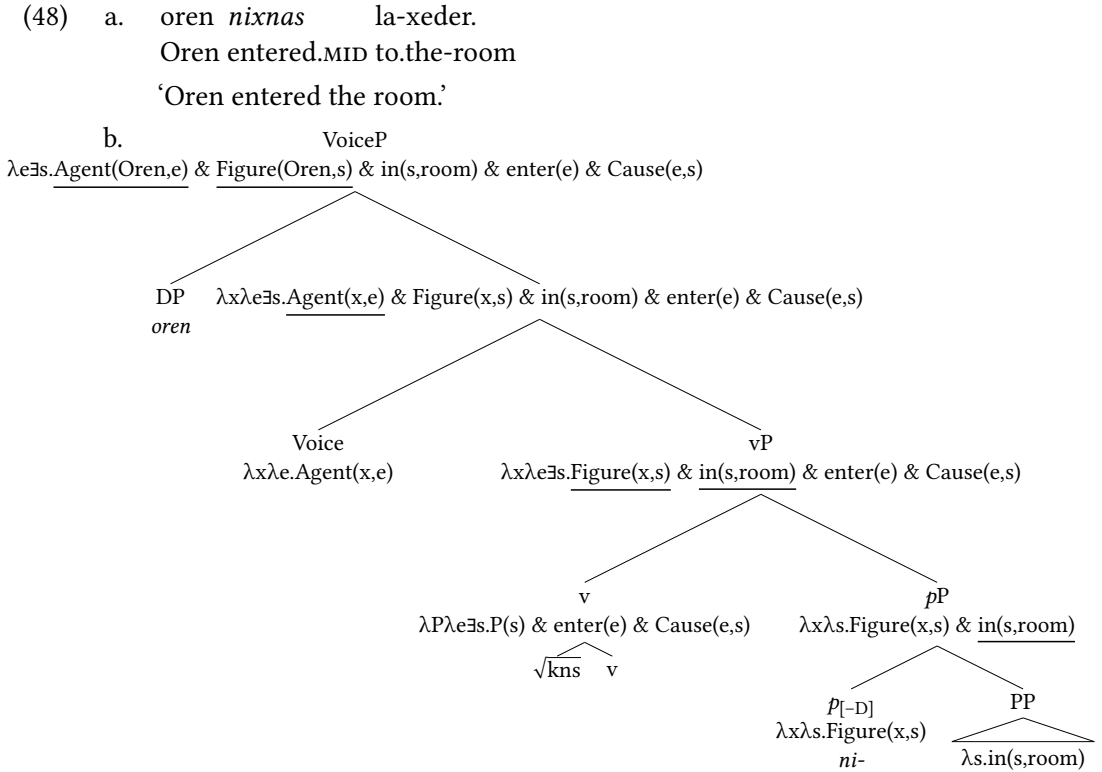 (48) a. oren nixnas la-xeder.
Oren entered.MID to.the-room
‘Oren entered the room.’
b. VoiceP
λe∃s.Agent(Oren,e) & Figure(Oren,s) & in(s,room) & enter(e) & Cause(e,s)
DP λxλe∃s.Agent(x,e) & Figure(x,s) & in(s,room) & enter(e) & Cause(e,s)
oren
Voice vP
λxλe.Agent(x,e) λxλe∃s.Figure(x,s) & in(s,room) & enter(e) & Cause(e,s)
v pP
λPλe∃s.P(s) & enter(e) & Cause(e,s) λxλs.Figure(x,s) & in(s,room)
√kns v
p[–D] PP
λxλs.Figure(x,s)
ni- λs.in(s,room)